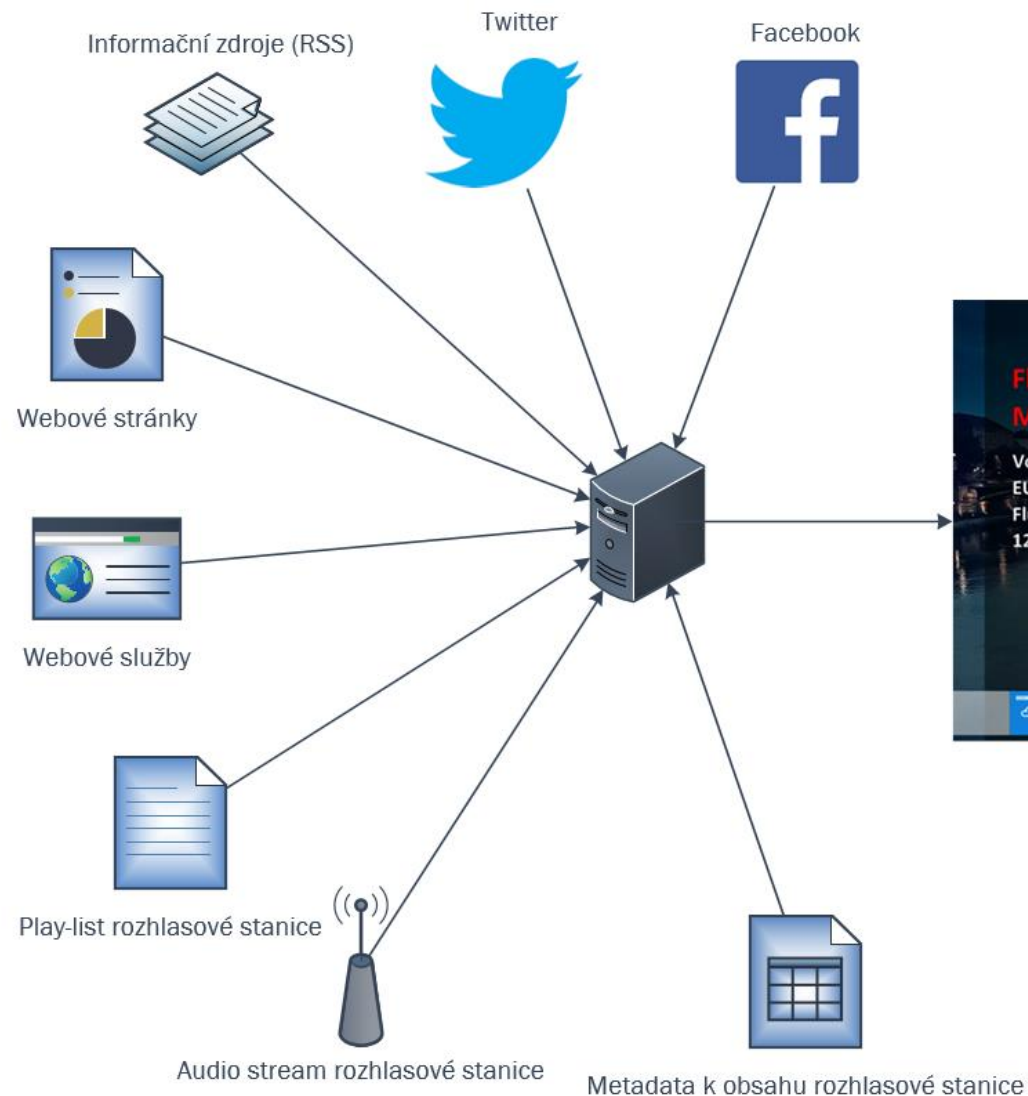 Twitter
Facebook
Informační zdroje (RSS)
Webové stránky
Webové služby
Play-list rozhlasové stanice
Audio stream rozhlasové stanice
Metadata k obsahu rozhlasové stanice